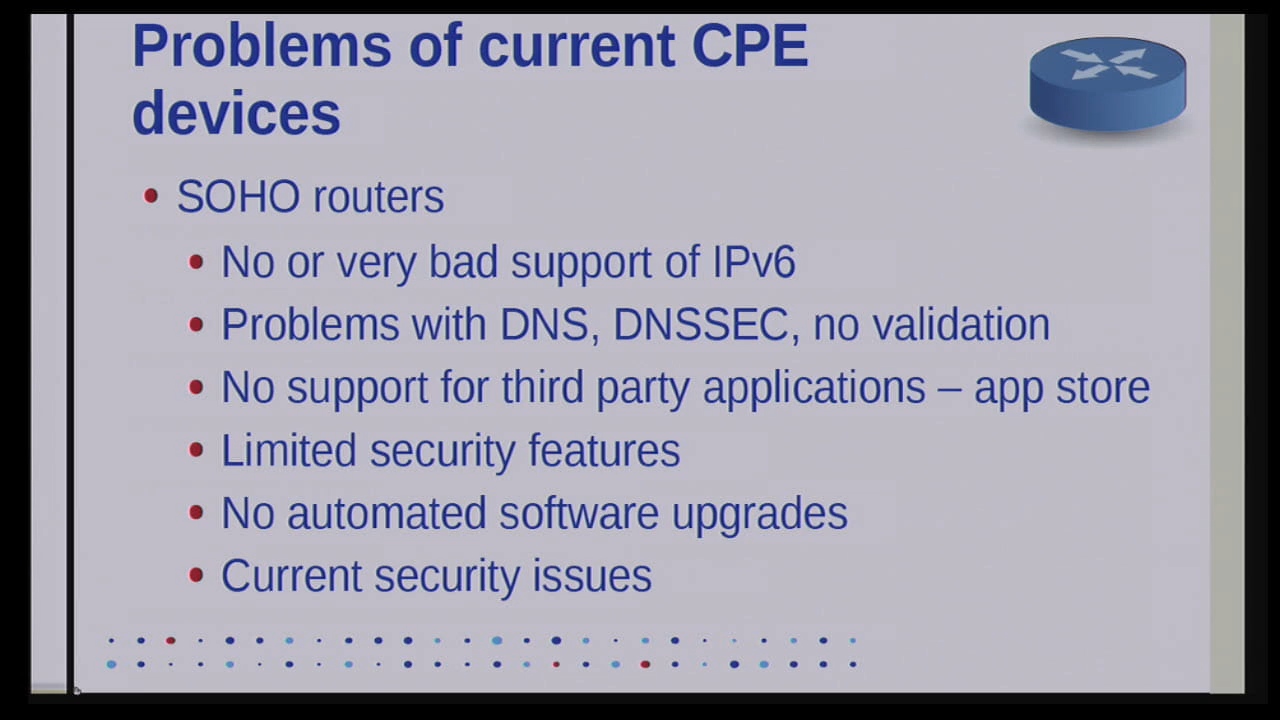 Problems of current CPE
devices
SOHO routers
No or very bad support of IPv6
Problems with DNS, DNSSEC, no validation
No support for third party applications – app store
Limited security features
No automated software upgrades
Current security issues